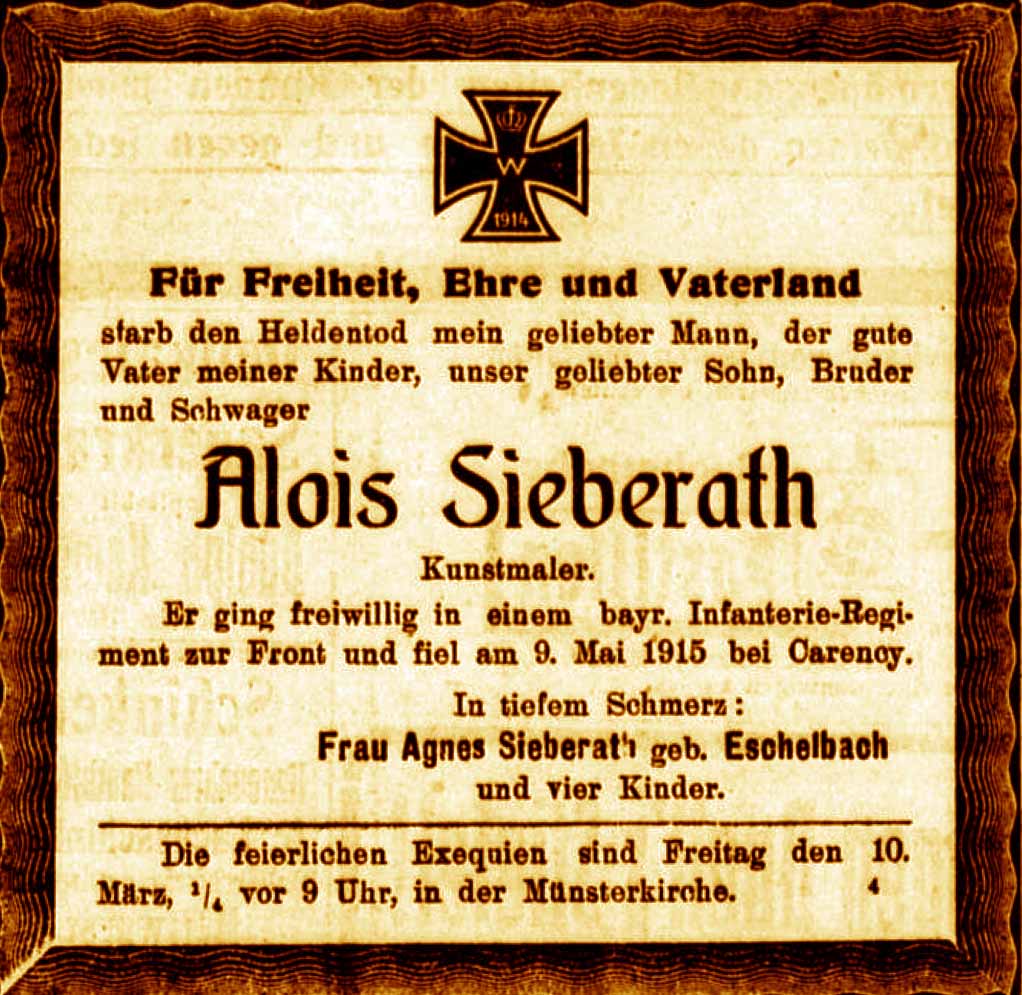 W
1914
Für Freiheit, Ehre und Vaterland
starb den Heldentod mein geliebter Mann, der gute
Vater meiner Kinder, unser geliebter Sohn, Bruder
und Schwager
Alois Sieberath
Kunstmaler.
Er ging freiwillig in einem bayr. Infanterie-Regi-
ment zur Front und fiel am 9. Mai 1915 bei Carency.
In tiefem Schmerz:
Frau Agnes Sieberath geb. Eschelbach
und vier Kinder.
Die feierlichen Exequien sind Freitag den 10.
März, ¹/₄ vor 9 Uhr, in der Münsterkirche. 4